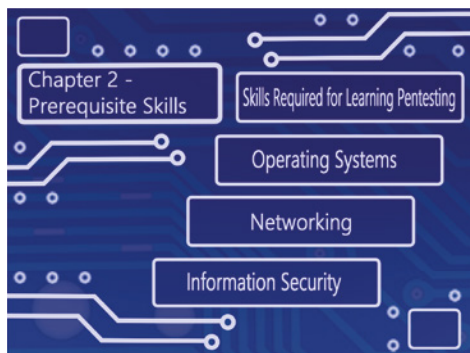 Chapter 2 -
Prerequisite Skills
Skills Required for Learning Pentesting
Operating Systems
Networking
Information Security